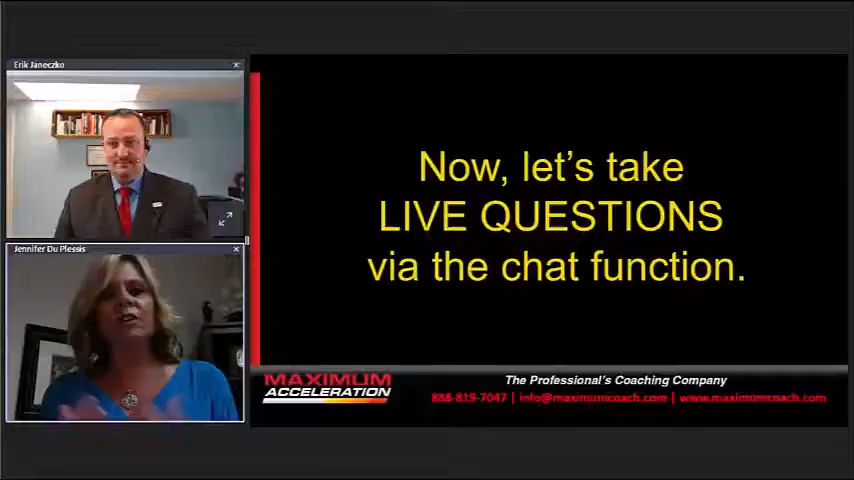 Erik Janeczko
Jennifer Du Plessis
Now, let's take
LIVE QUESTIONS
via the chat function.
MAXIMUM
ACCELERATION
The Professional's Coaching Company
888-819-7047 | info@maximumcoach.com | www.maximumcoach.com